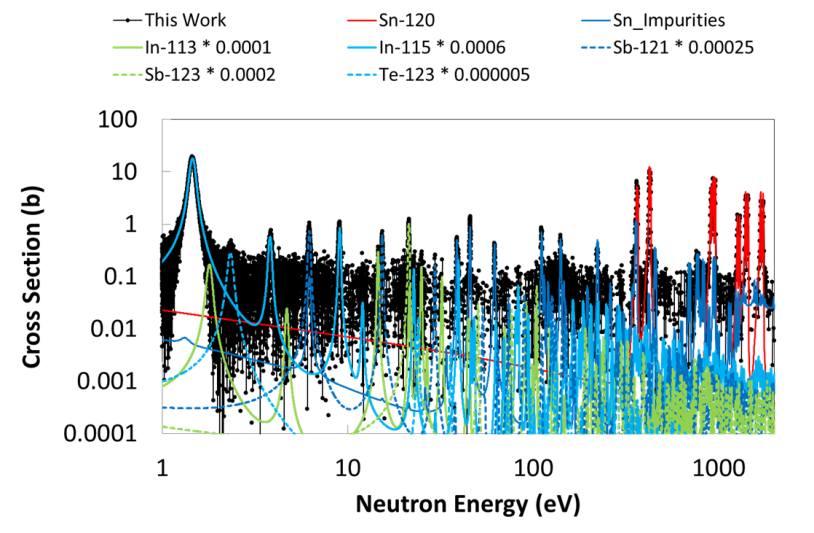 This Work Sn-120 Sn_Impurities
In-113 * 0.0001 In-115 * 0.0006 Sb-121 * 0.00025
Sb-123 * 0.0002 Te-123 * 0.000005
100
10
1
0.1
0.01
0.001
0.0001
Cross Section (b)
1 10 100 1000
Neutron Energy (eV)